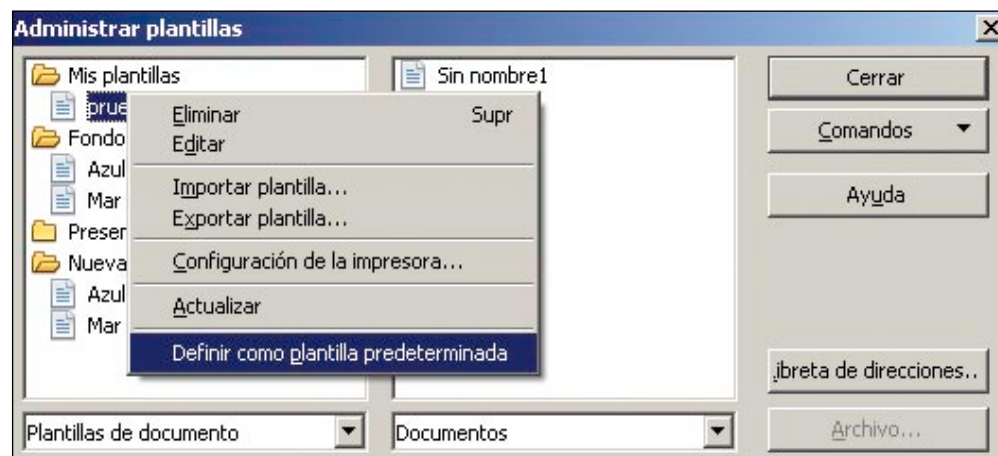 Administrar plantillas
Mis plantillas
prue
Fondo
Azul
Mar
Preser
Nueva
Azul
Mar
Eliminar Supr
Editar
Importar plantilla...
Exportar plantilla...
Configuración de la impresora...
Actualizar
Definir como plantilla predeterminada
Plantillas de documento
Sin nombre1
Documentos
Cerrar
Comandos
Ayuda
ibreta de direcciones..
Archivo...